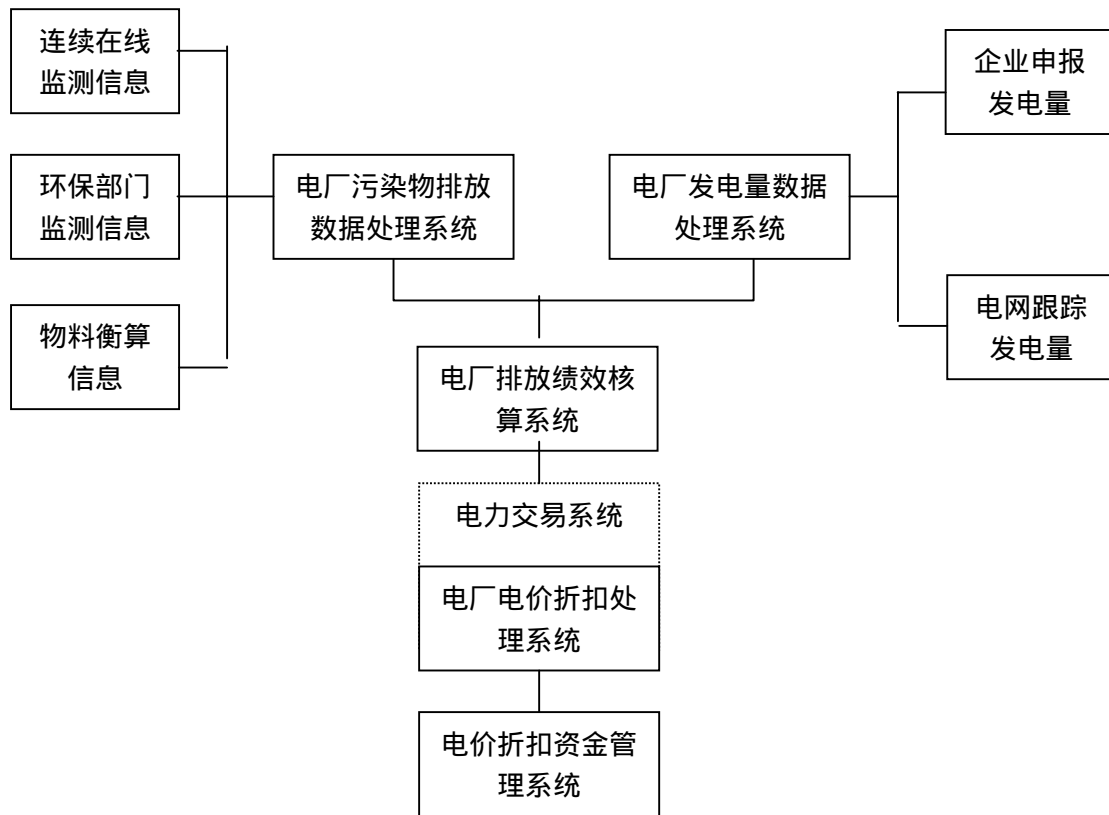 连续在线
监测信息
企业申报
发电量
环保部门
监测信息
电厂污染物排放
数据处理系统
电厂发电量数据
处理系统
物料衡算
信息
电网跟踪
发电量
电厂排放绩效核
算系统
电力交易系统
电厂电价折扣处
理系统
电价折扣资金管
理系统